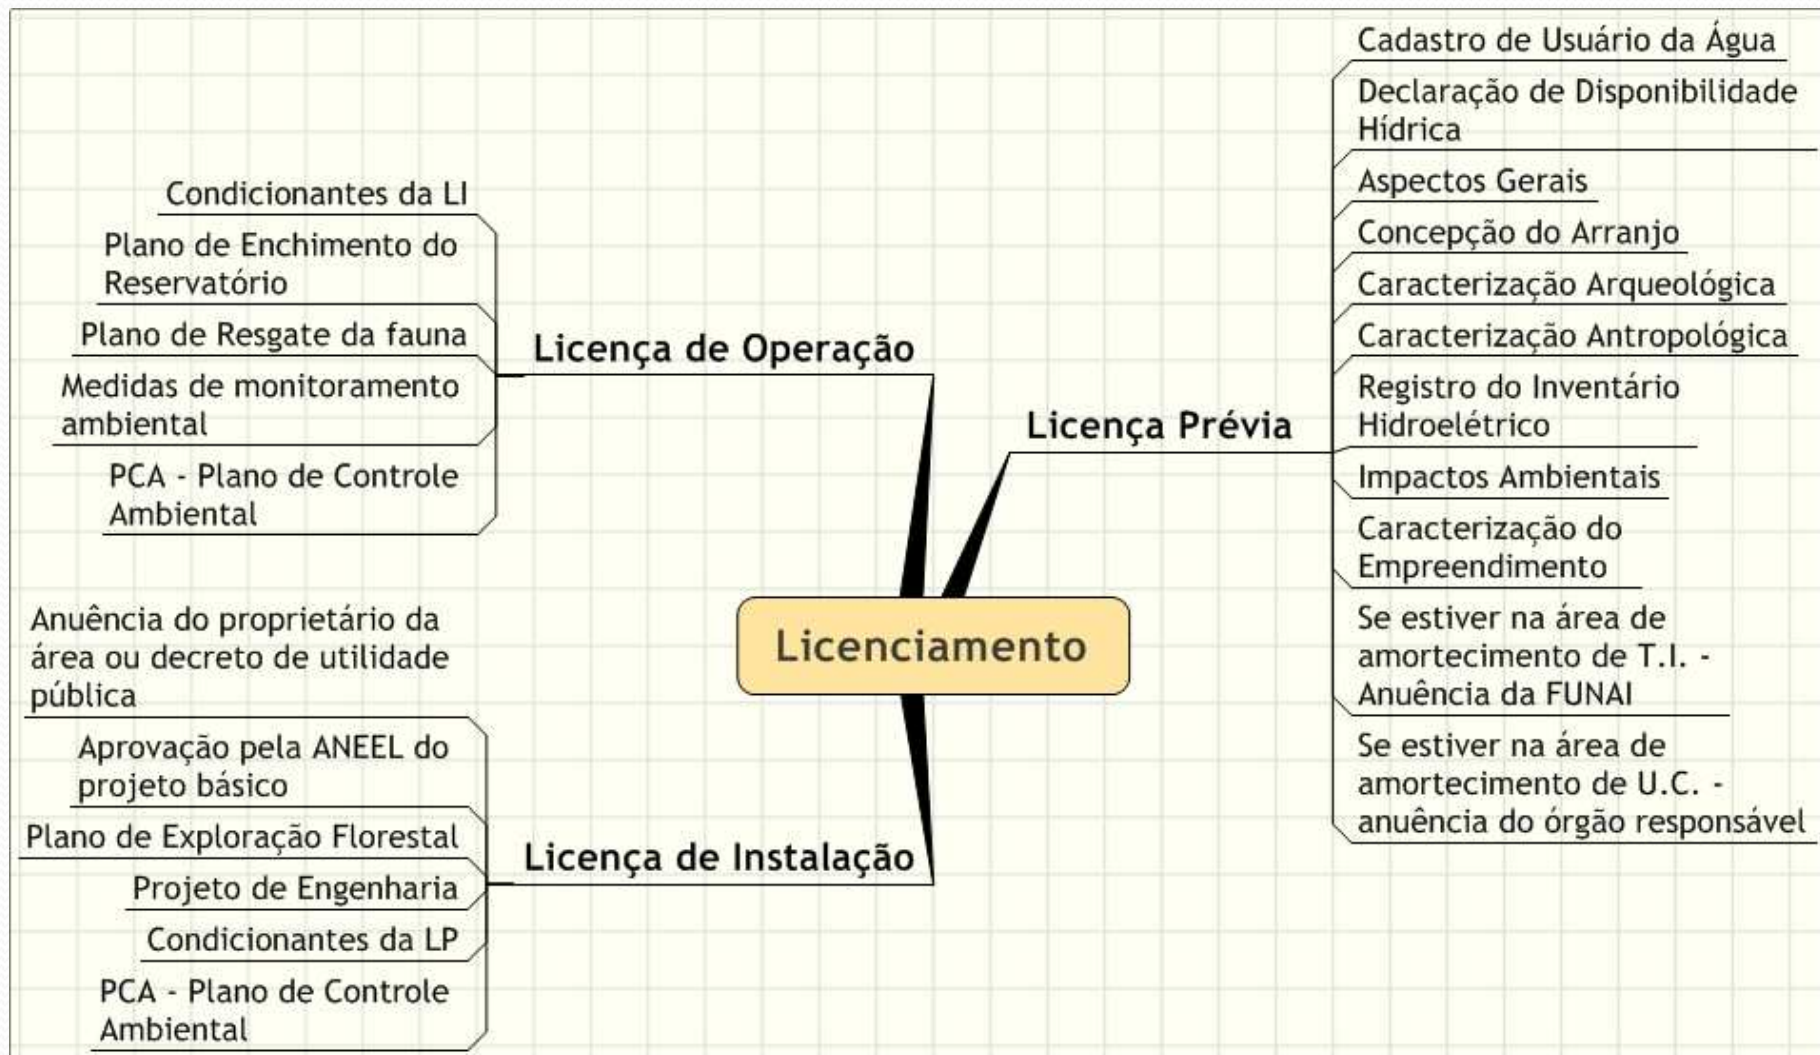 Licenciamento
Licença Prévia
Cadastro de Usuário da Água
Declaração de Disponibilidade
Hídrica
Aspectos Gerais
Concepção do Arranjo
Caracterização Arqueológica
Caracterização Antropológica
Registro do Inventário
Hidroelétrico
Impactos Ambientais
Caracterização do
Empreendimento
Se estiver na área de
amortecimento de T.I. -
Anuência da FUNAI
Se estiver na área de
amortecimento de U.C. -
anuência do órgão responsável
Licença de Operação
Condicionantes da LI
Plano de Enchimento do
Reservatório
Plano de Resgate da fauna
Medidas de monitoramento
ambiental
PCA - Plano de Controle
Ambiental
Licença de Instalação
Anuência do proprietário da
área ou decreto de utilidade
pública
Aprovação pela ANEEL do
projeto básico
Plano de Exploração Florestal
Projeto de Engenharia
Condicionantes da LP
PCA - Plano de Controle
Ambiental